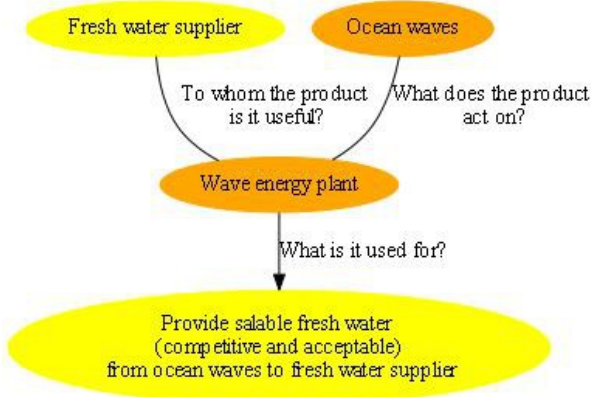 Fresh water supplier
Ocean waves
To whom the product
is it useful?
What does the product
act on?
Wave energy plant
What is it used for?
Provide salable fresh water
(competitive and acceptable)
from ocean waves to fresh water supplier